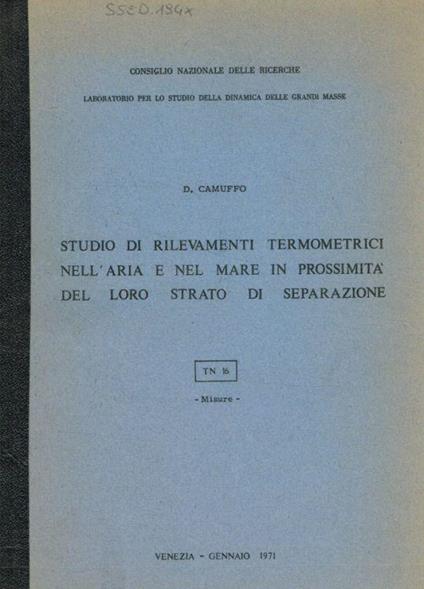 SSED.194x
CONSIGLIO NAZIONALE DELLE RICERCHE
LABORATORIO PER LO STUDIO DELLA DINAMICA DELLE GRANDI MASSE
D. CAMUFFO
STUDIO DI RILEVAMENTI TERMOMETRICI
NELL'ARIA E NEL MARE IN PROSSIMITA'
DEL LORO STRATO DI SEPARAZIONE
TN 16
- Misure -
VENEZIA - GENNAIO 1971